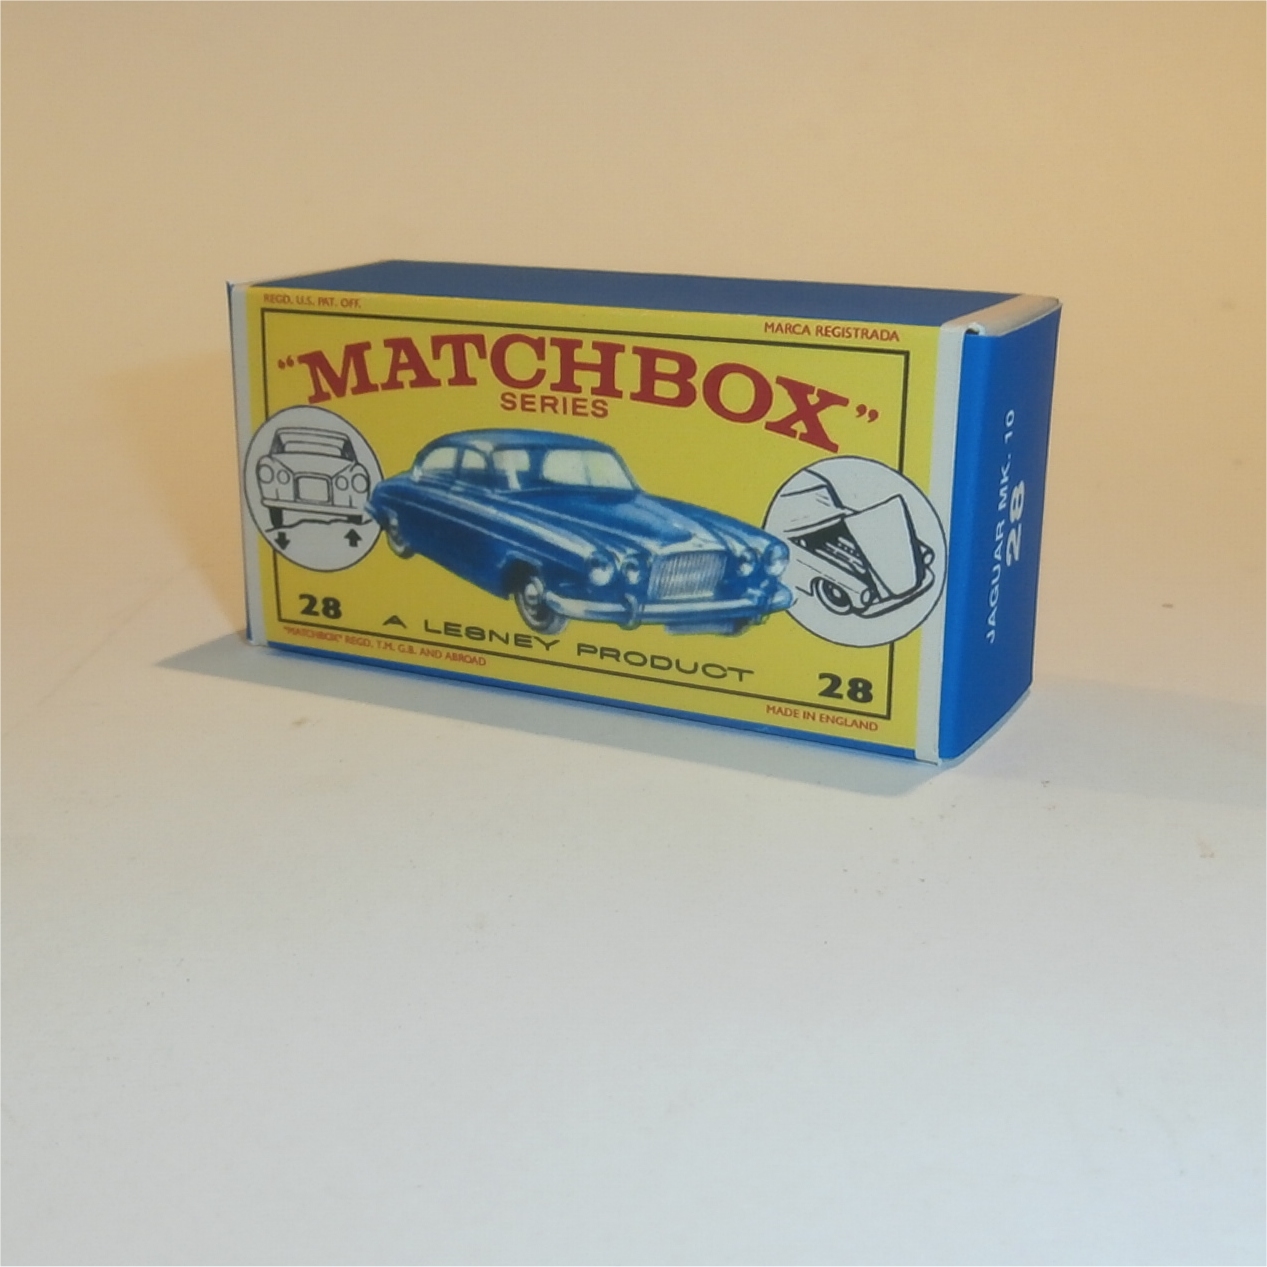 REGD. U.S. PAT. OFF.
MARCA REGISTRADA
"MATCHBOX"
SERIES
28
A LESNEY PRODUCT
28
"MATCHBOX" REGD. T.M. G.B. AND ABROAD
MADE IN ENGLAND
JAGUAR MK. 10
28